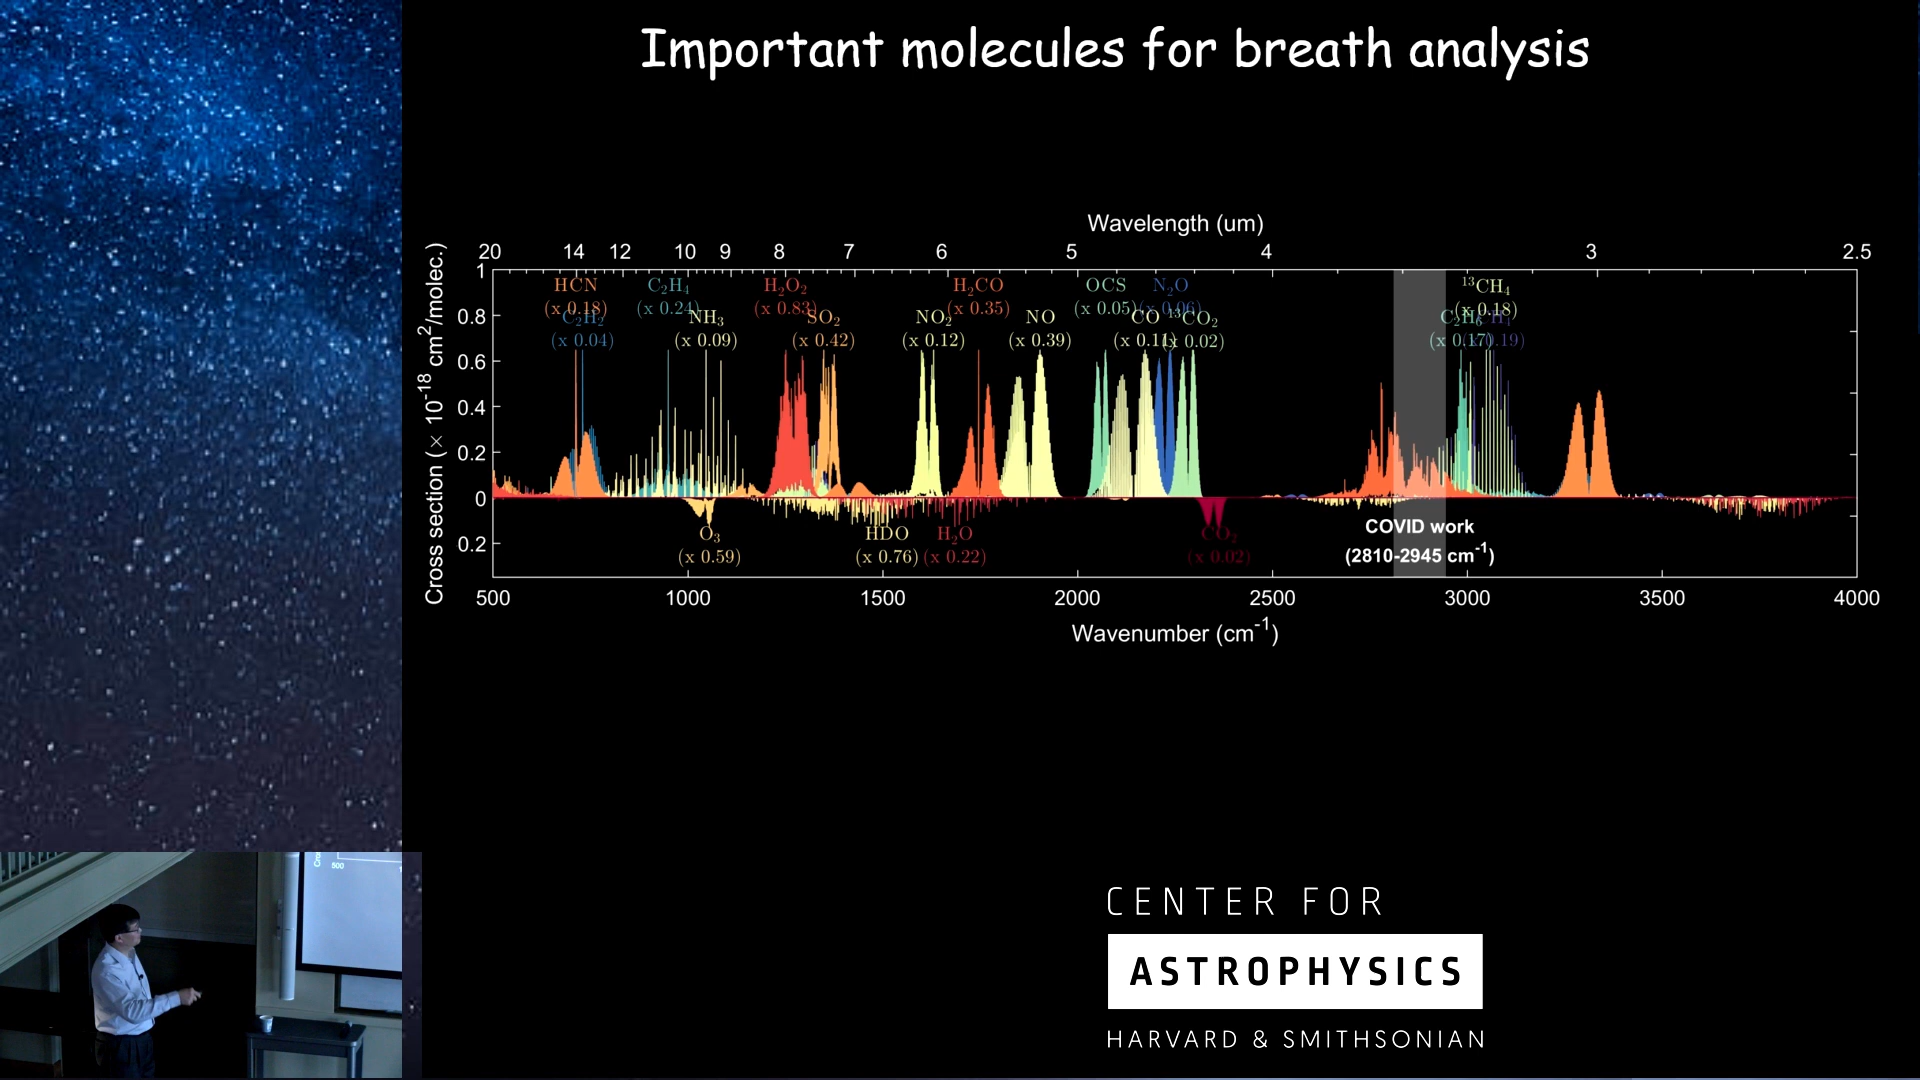 Important molecules for breath analysis
Wavelength (um)
20 14 12 10 9 8 7 6 5 4 3 2.5
Cross section (× 10⁻¹⁸ cm²/molec.)
1
0.8
0.6
0.4
0.2
0
0.2
HCN
(x 0.18)
C₂H₂
(x 0.04)
C₂H₄
(x 0.24)
NH₃
(x 0.09)
H₂O₂
(x 0.83)
SO₂
(x 0.42)
NO₂
(x 0.12)
H₂CO
(x 0.35)
NO
(x 0.39)
OCS
(x 0.05)
N₂O
(x 0.06)
CO
(x 0.11)
¹³CO₂
(x 0.02)
¹³CH₄
(x 0.18)
C₂H₆
(x 0.17)
O₃
(x 0.59)
HDO
(x 0.76)
H₂O
(x 0.22)
CO₂
(x 0.02)
COVID work
(2810-2945 cm⁻¹)
500 1000 1500 2000 2500 3000 3500 4000
Wavenumber (cm⁻¹)
500
CENTER FOR
ASTROPHYSICS
HARVARD & SMITHSONIAN